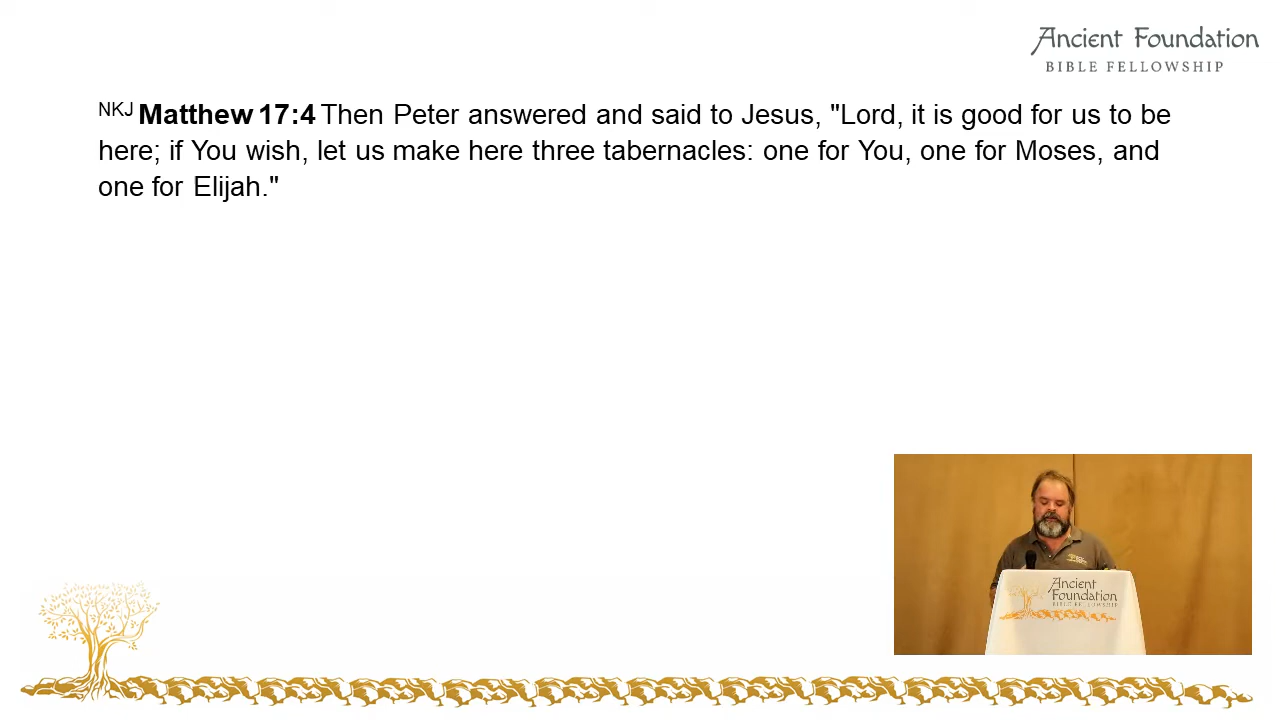 Ancient Foundation
BIBLE FELLOWSHIP
NKJ Matthew 17:4 Then Peter answered and said to Jesus, "Lord, it is good for us to be
here; if You wish, let us make here three tabernacles: one for You, one for Moses, and
one for Elijah."
Ancient
Foundation
BIBLE FELLOWSHIP